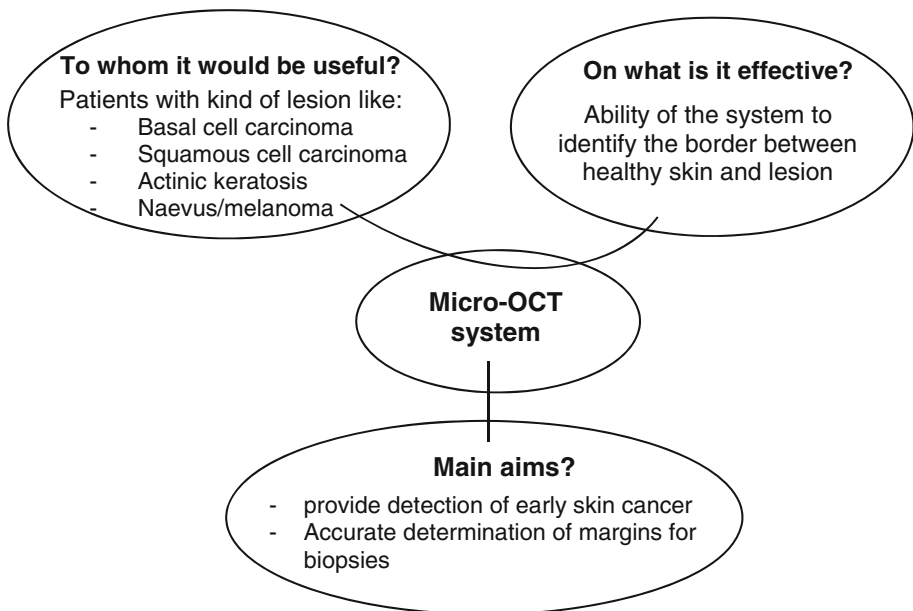 To whom it would be useful?
Patients with kind of lesion like:
- Basal cell carcinoma
- Squamous cell carcinoma
- Actinic keratosis
- Naevus/melanoma
On what is it effective?
Ability of the system to
identify the border between
healthy skin and lesion
Micro-OCT
system
Main aims?
- provide detection of early skin cancer
- Accurate determination of margins for
biopsies